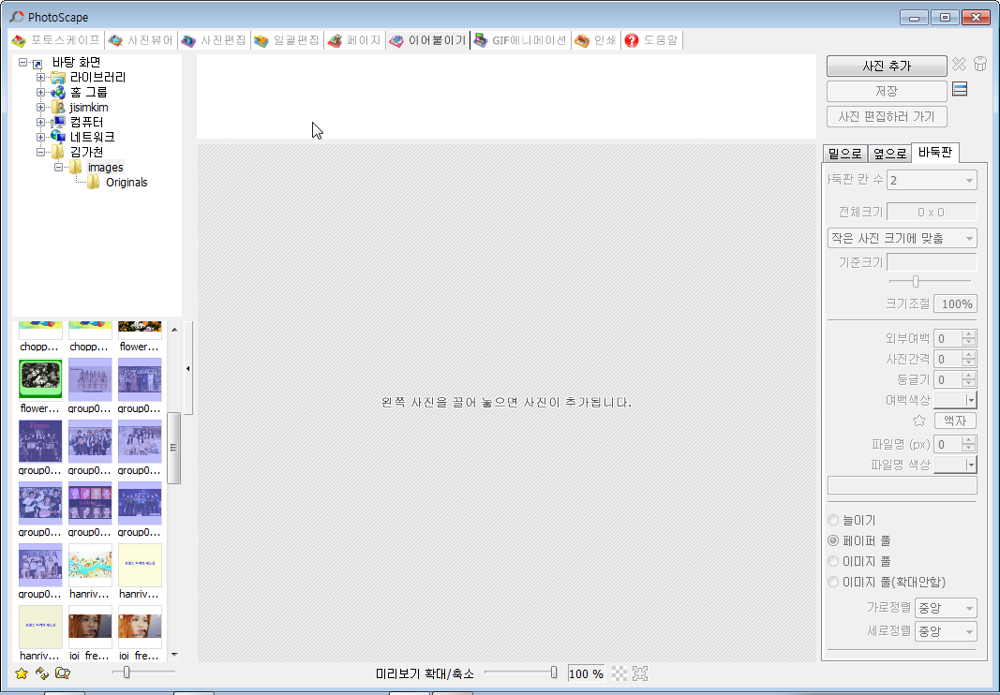 PhotoScape
포토스케이프 사진뷰어 사진편집 일괄편집 페이지 이어붙이기 GIF애니메이션 인쇄 도움말
바탕 화면
라이브러리
홈 그룹
jisimkim
컴퓨터
네트워크
김가천
images
Originals
chopp... chopp... flower...
flower... group0... group0...
group0... group0... group0...
group0... group0... group0...
group0... hanriv... hanriv...
hanriv... ioi_fre... ioi_fre...
왼쪽 사진을 끌어 놓으면 사진이 추가됩니다.
미리보기 확대/축소 100 %
사진 추가
저장
사진 편집하러 가기
밑으로 옆으로 바둑판
바둑판 칸 수 2
전체크기 0 x 0
작은 사진 크기에 맞춤
기준크기
크기조절 100%
외부여백 0
사진간격 0
둥글기 0
여백색상
액자
파일명 (px) 0
파일명 색상
늘이기
페이퍼 풀
이미지 풀
이미지 풀(확대안함)
가로정렬 중앙
세로정렬 중앙